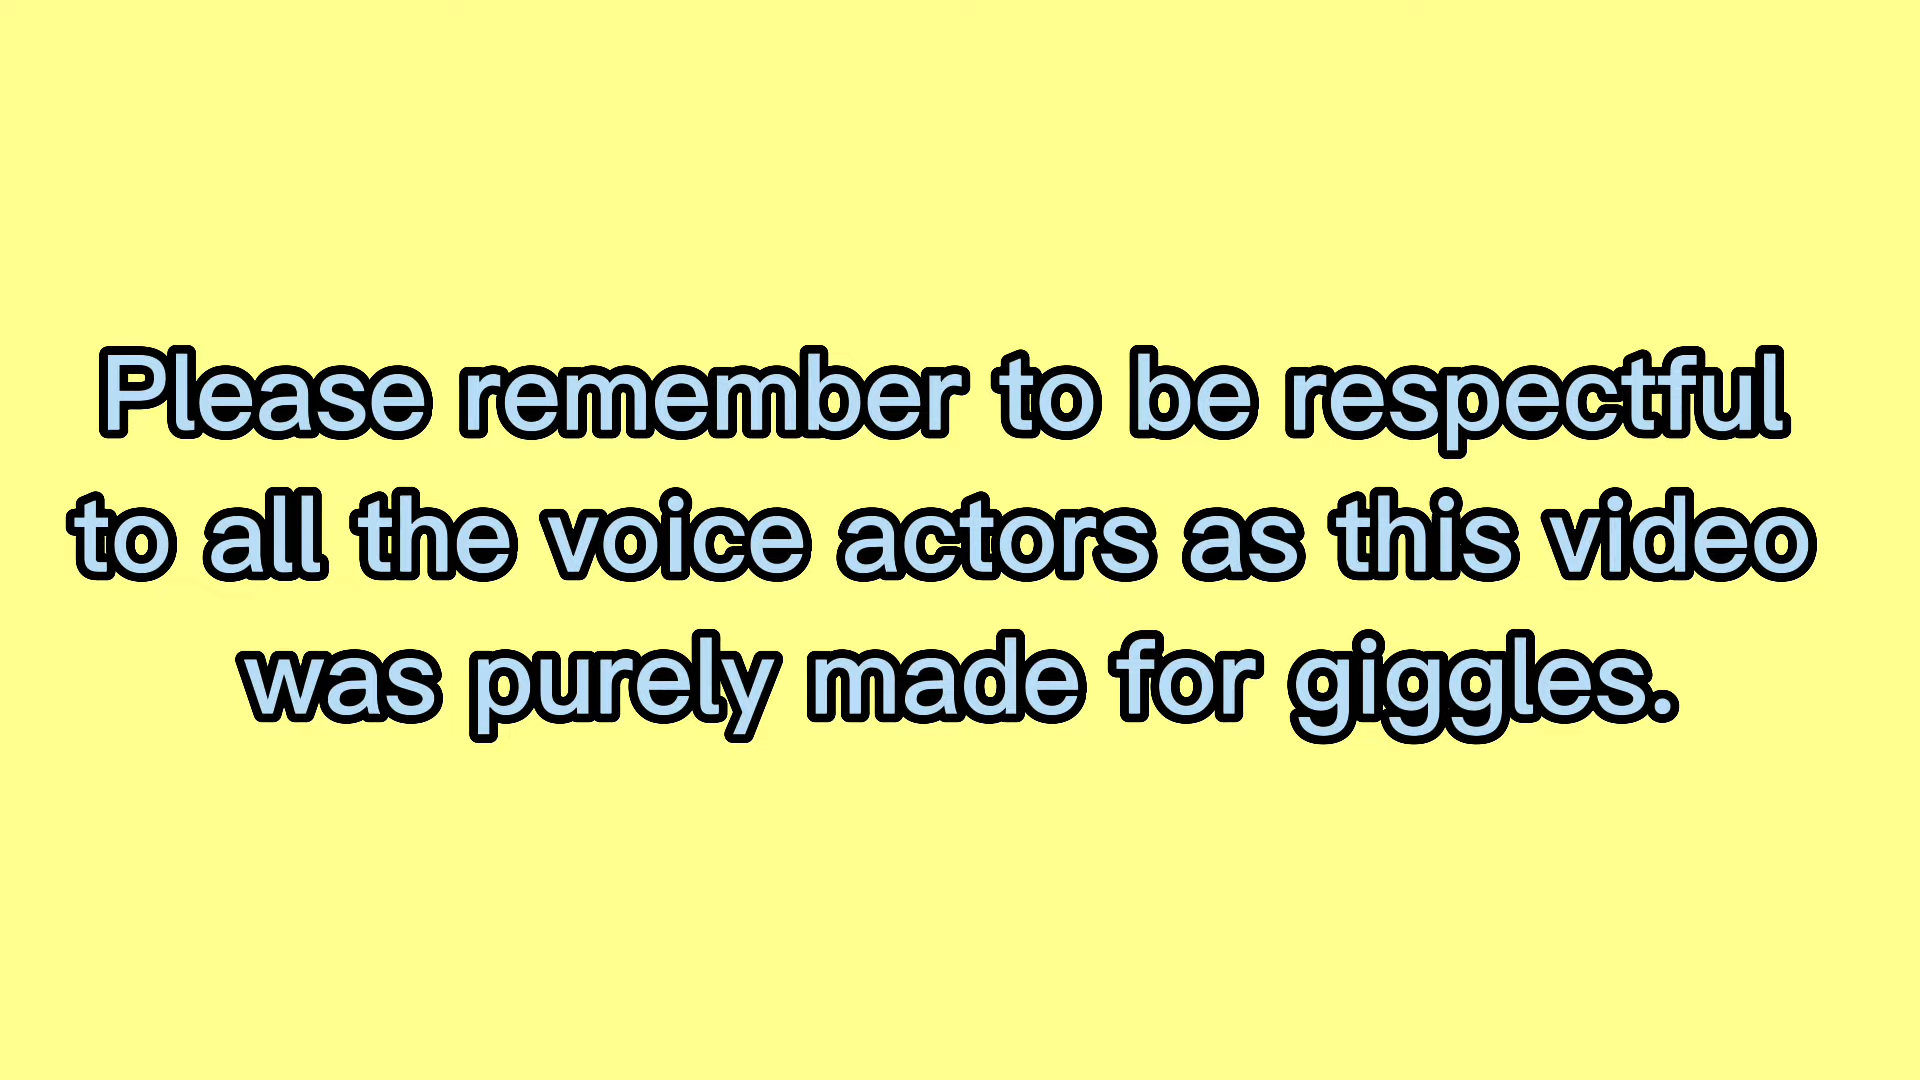 Please remember to be respectful
to all the voice actors as this video
was purely made for giggles.